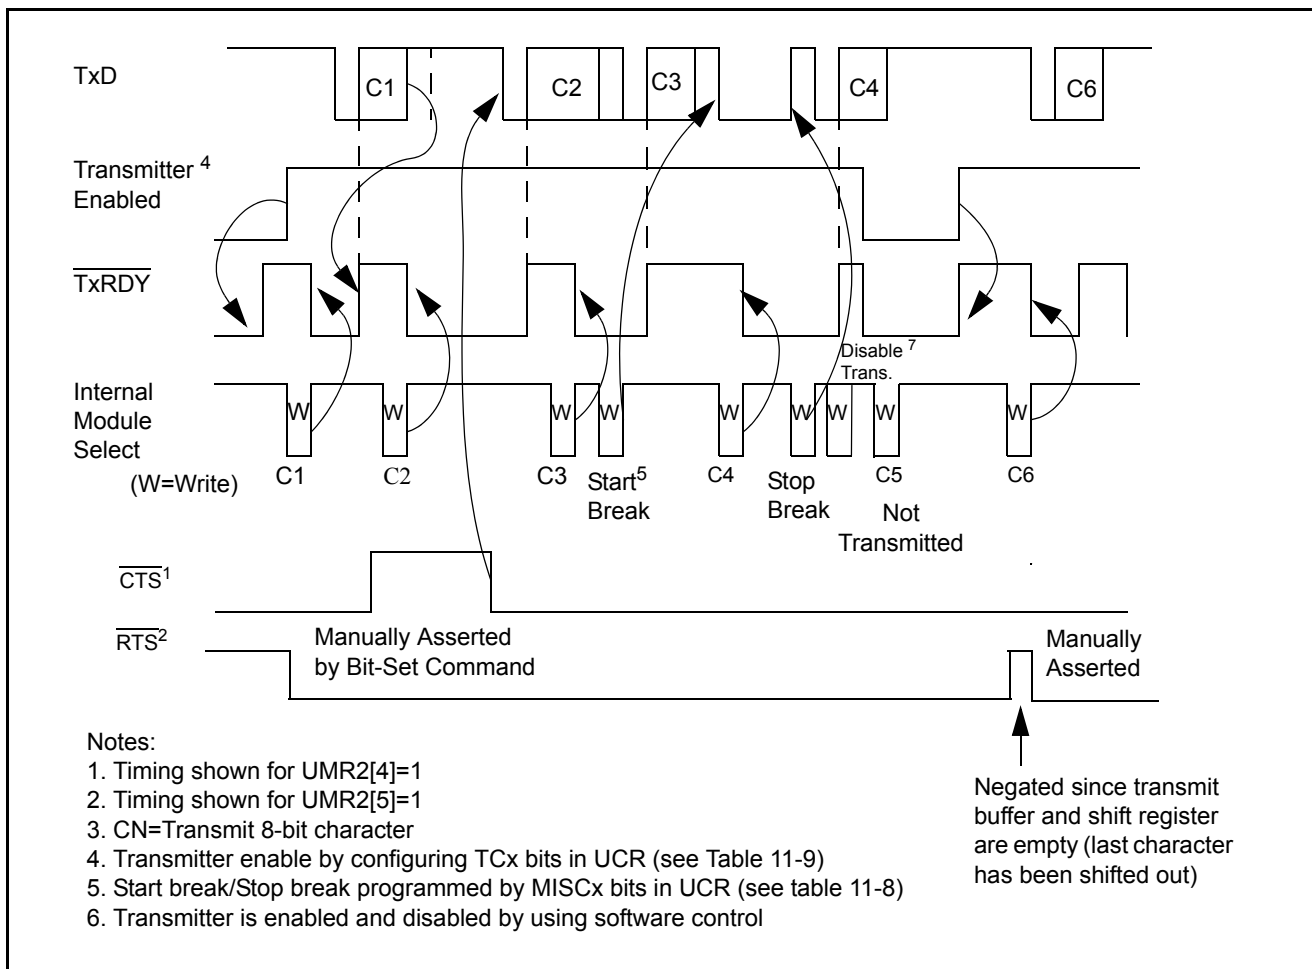 TxD
C1
C2
C3
C4
C6
Transmitter 4
Enabled
TxRDY
Disable 7
Trans.
Internal
Module
Select
(W=Write)
W
W
W
W
W
W
W
W
W
C1
C2
C3
Start5
Break
C4
Stop
Break
C5
Not
Transmitted
C6
CTS1
RTS2
Manually Asserted
by Bit-Set Command
Manually
Asserted
Negated since transmit
buffer and shift register
are empty (last character
has been shifted out)
Notes:
1. Timing shown for UMR2[4]=1
2. Timing shown for UMR2[5]=1
3. CN=Transmit 8-bit character
4. Transmitter enable by configuring TCx bits in UCR (see Table 11-9)
5. Start break/Stop break programmed by MISCx bits in UCR (see table 11-8)
6. Transmitter is enabled and disabled by using software control